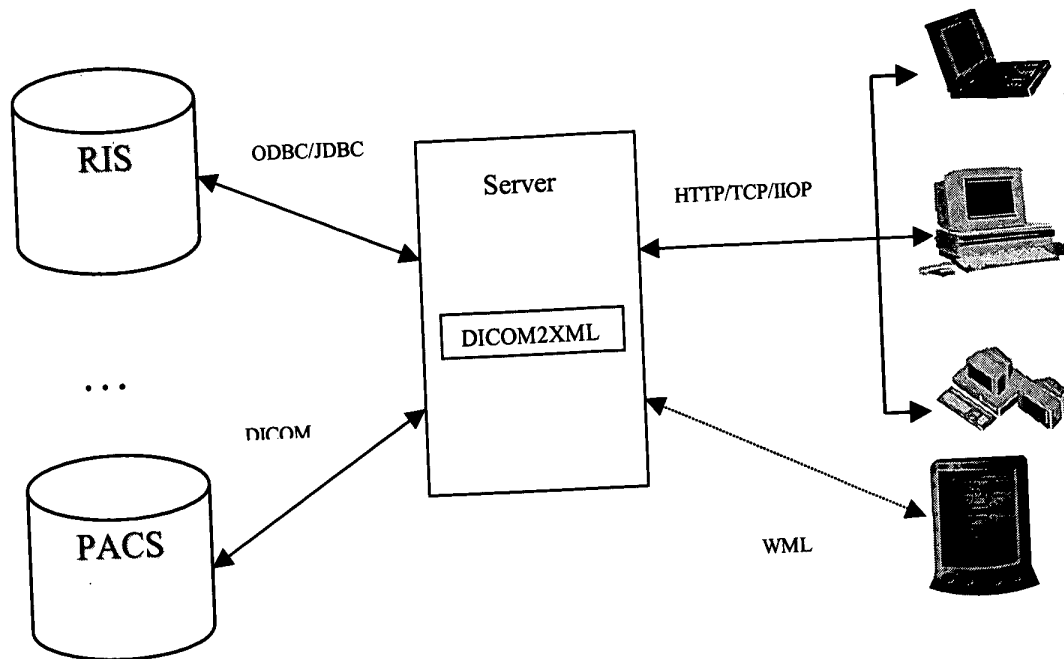 RIS
ODBC/JDBC
Server
HTTP/TCP/IIOP
DICOM2XML
...
DICOM
PACS
WML